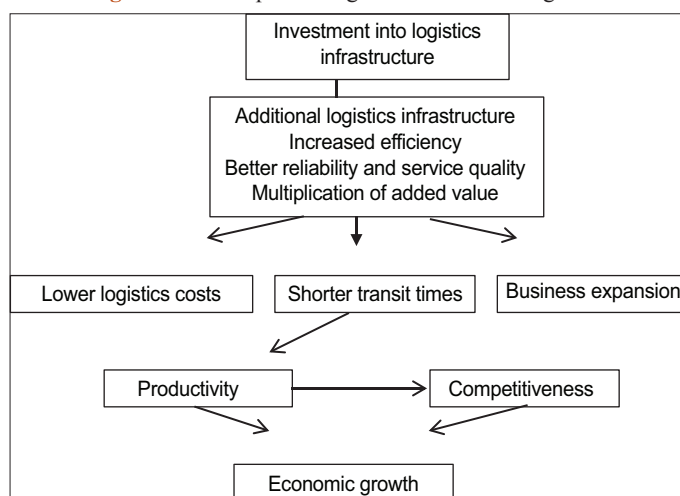 Investment into logistics
infrastructure
Additional logistics infrastructure
Increased efficiency
Better reliability and service quality
Multiplication of added value
Lower logistics costs
Shorter transit times
Business expansion
Productivity
Competitiveness
Economic growth